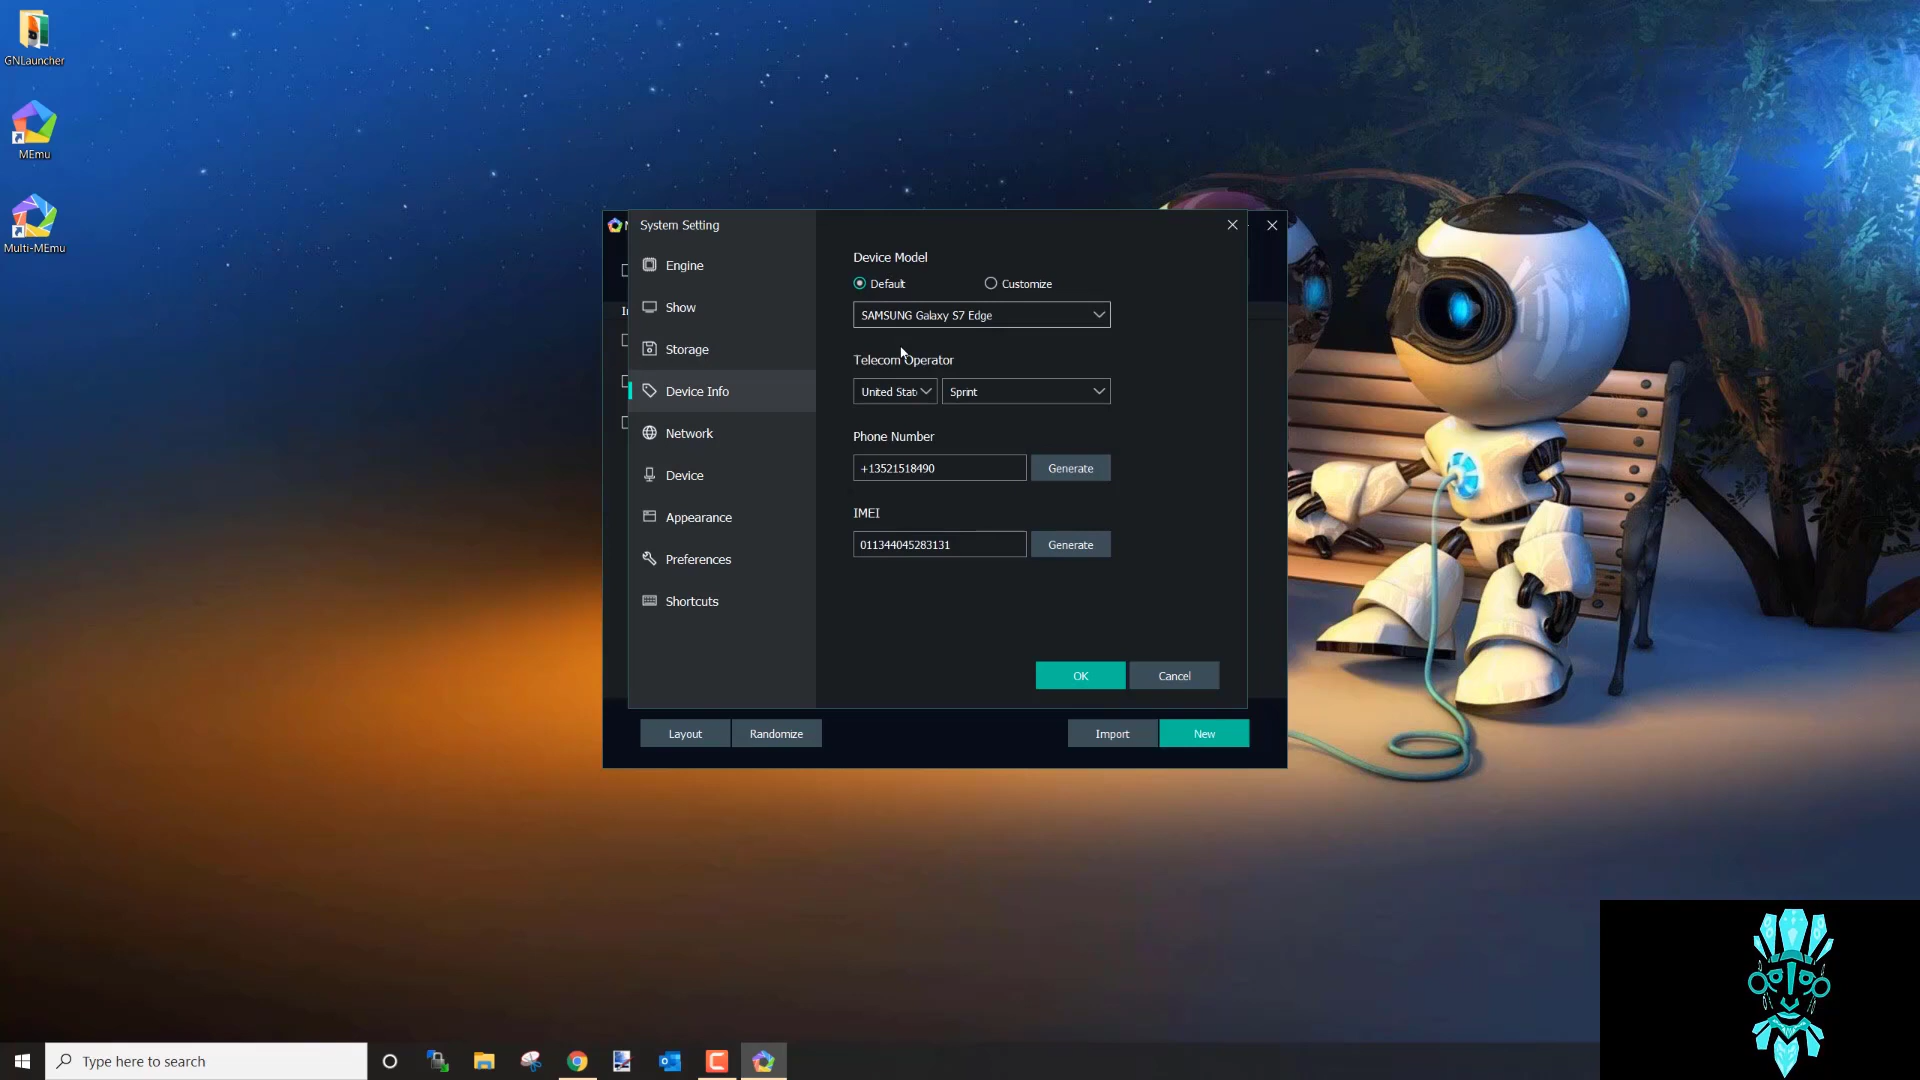 GNLauncher
MEmu
Multi-MEmu
System Setting
Engine
Show
Storage
Device Info
Network
Device
Appearance
Preferences
Shortcuts
Device Model
Default
Customize
SAMSUNG Galaxy S7 Edge
Telecom Operator
United Stat
Sprint
Phone Number
+13521518490
Generate
IMEI
011344045283131
Generate
OK
Cancel
Layout
Randomize
Import
New
Type here to search